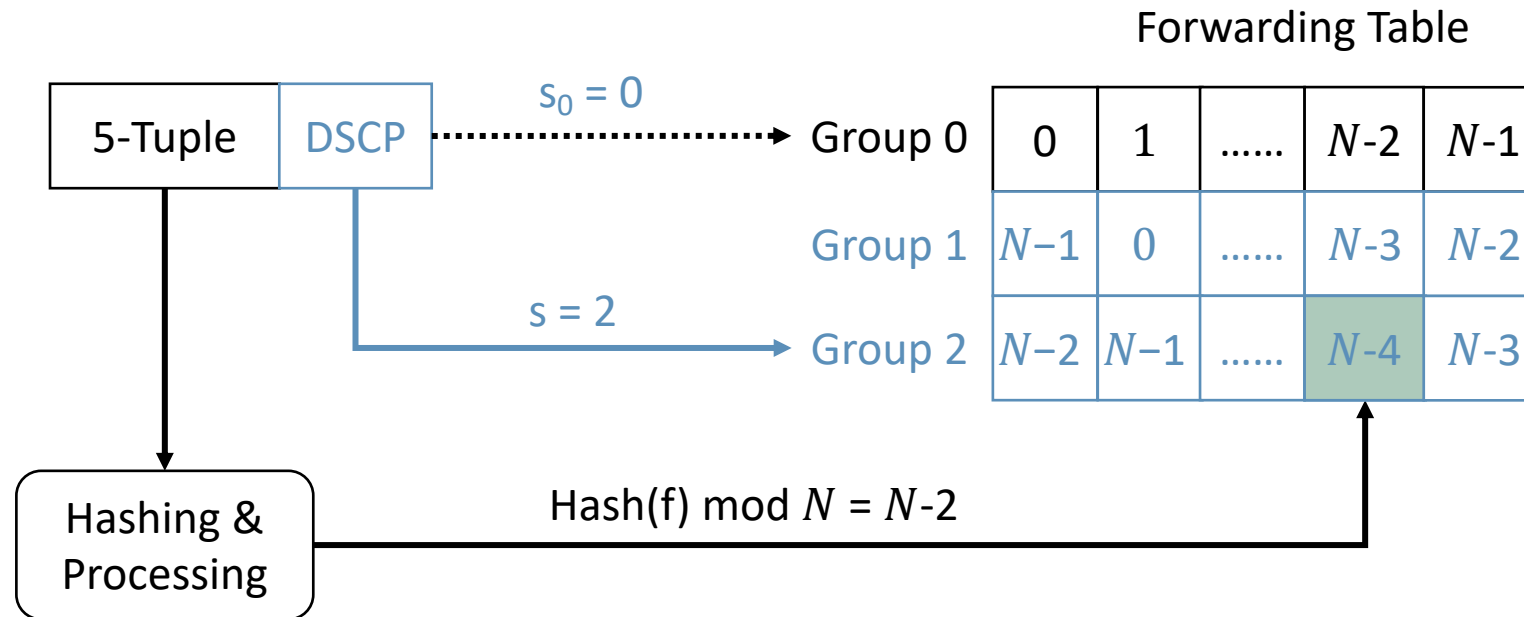 Forwarding Table
5-Tuple DSCP
s₀ = 0
Group 0 0 1 ...... N-2 N-1
Group 1 N−1 0 ...... N-3 N-2
s = 2
Group 2 N−2 N−1 ...... N-4 N-3
Hash(f) mod N = N-2
Hashing &
Processing